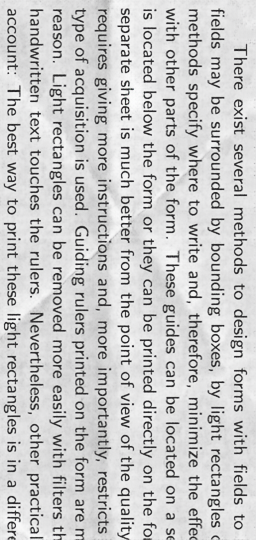 There exist several methods to design forms with fields to
fields may be surrounded by bounding boxes, by light rectangles
methods specify where to write and, therefore, minimize the effec
with other parts of the form. These guides can be located on a se
is located below the form or they can be printed directly on the fo
separate sheet is much better from the point of view of the quality
requires giving more instructions and, more importantly, restricts
type of acquisition is used. Guiding rulers printed on the form are m
reason. Light rectangles can be removed more easily with filters th
handwritten text touches the rulers. Nevertheless, other practical
account: The best way to print these light rectangles is in a differe